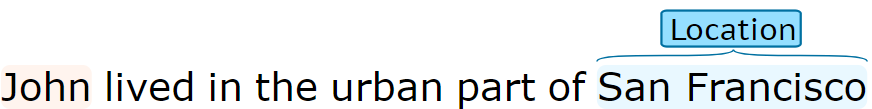 Location
John lived in the urban part of San Francisco